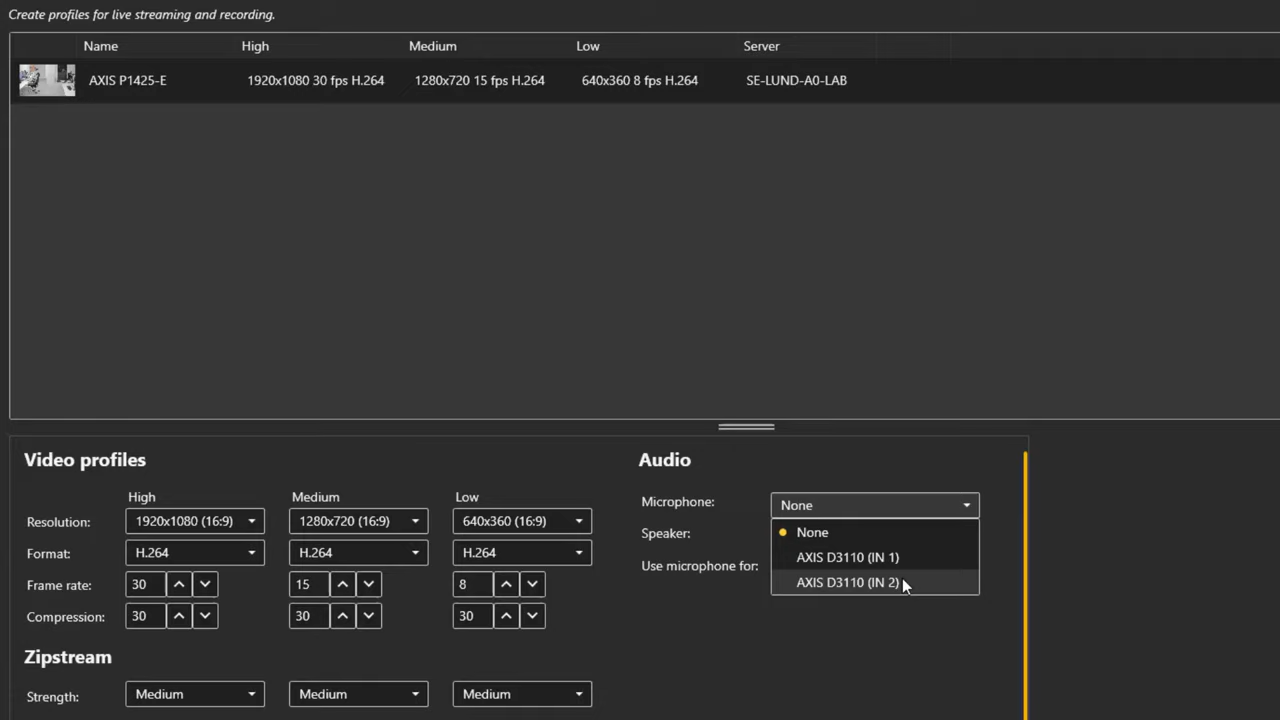 Create profiles for live streaming and recording.
Name High Medium Low Server
AXIS P1425-E 1920x1080 30 fps H.264 1280x720 15 fps H.264 640x360 8 fps H.264 SE-LUND-A0-LAB
Video profiles
High Medium Low
Resolution: 1920x1080 (16:9) 1280x720 (16:9) 640x360 (16:9)
Format: H.264 H.264 H.264
Frame rate: 30 15 8
Compression: 30 30 30
Zipstream
Strength: Medium Medium Medium
Audio
Microphone: None
Speaker:
Use microphone for:
None
AXIS D3110 (IN 1)
AXIS D3110 (IN 2)